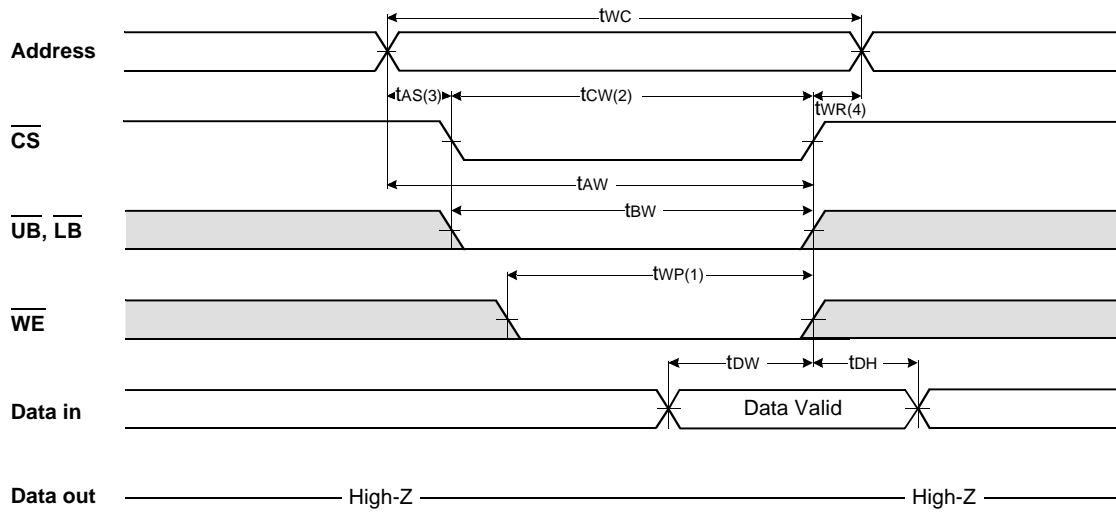 tWC
Address
tAS(3) tCW(2) tWR(4)
CS
tAW
UB, LB
tBW
WE
tWP(1)
tDW tDH
Data in Data Valid
Data out High-Z High-Z